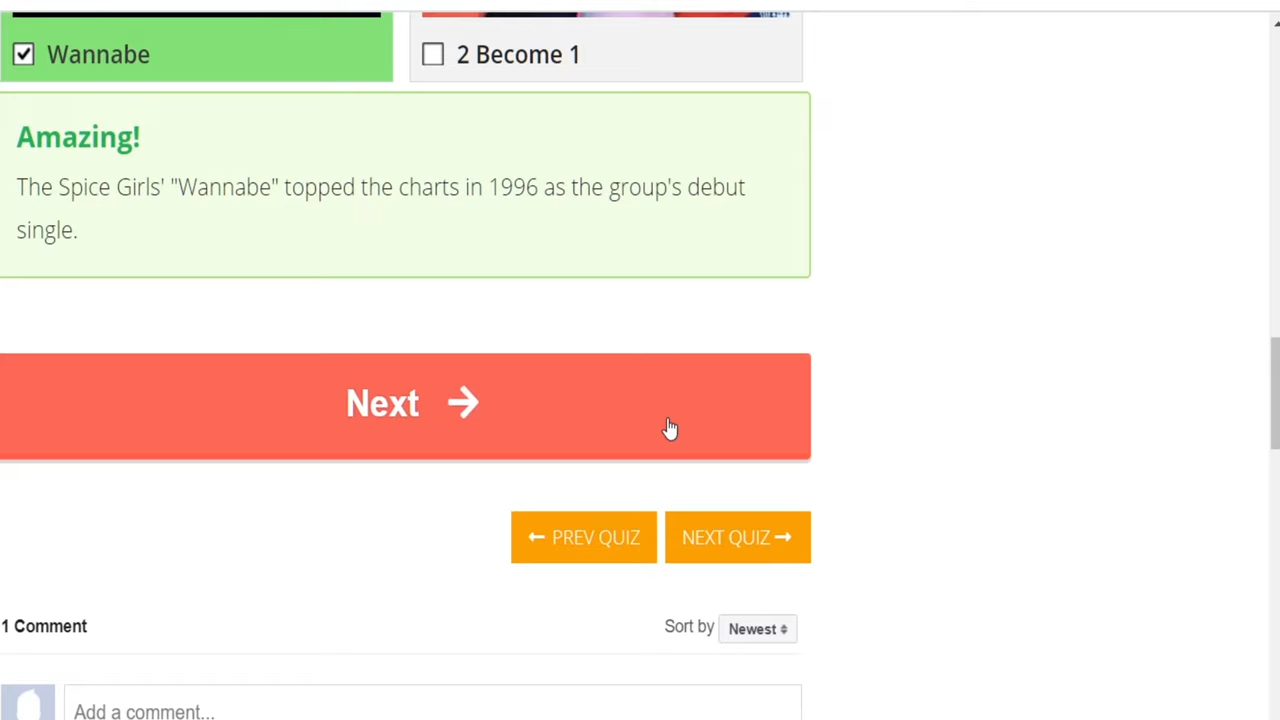 Wannabe
2 Become 1
Amazing!
The Spice Girls' "Wannabe" topped the charts in 1996 as the group's debut
single.
Next
PREV QUIZ
NEXT QUIZ
1 Comment
Sort by Newest
Add a comment...